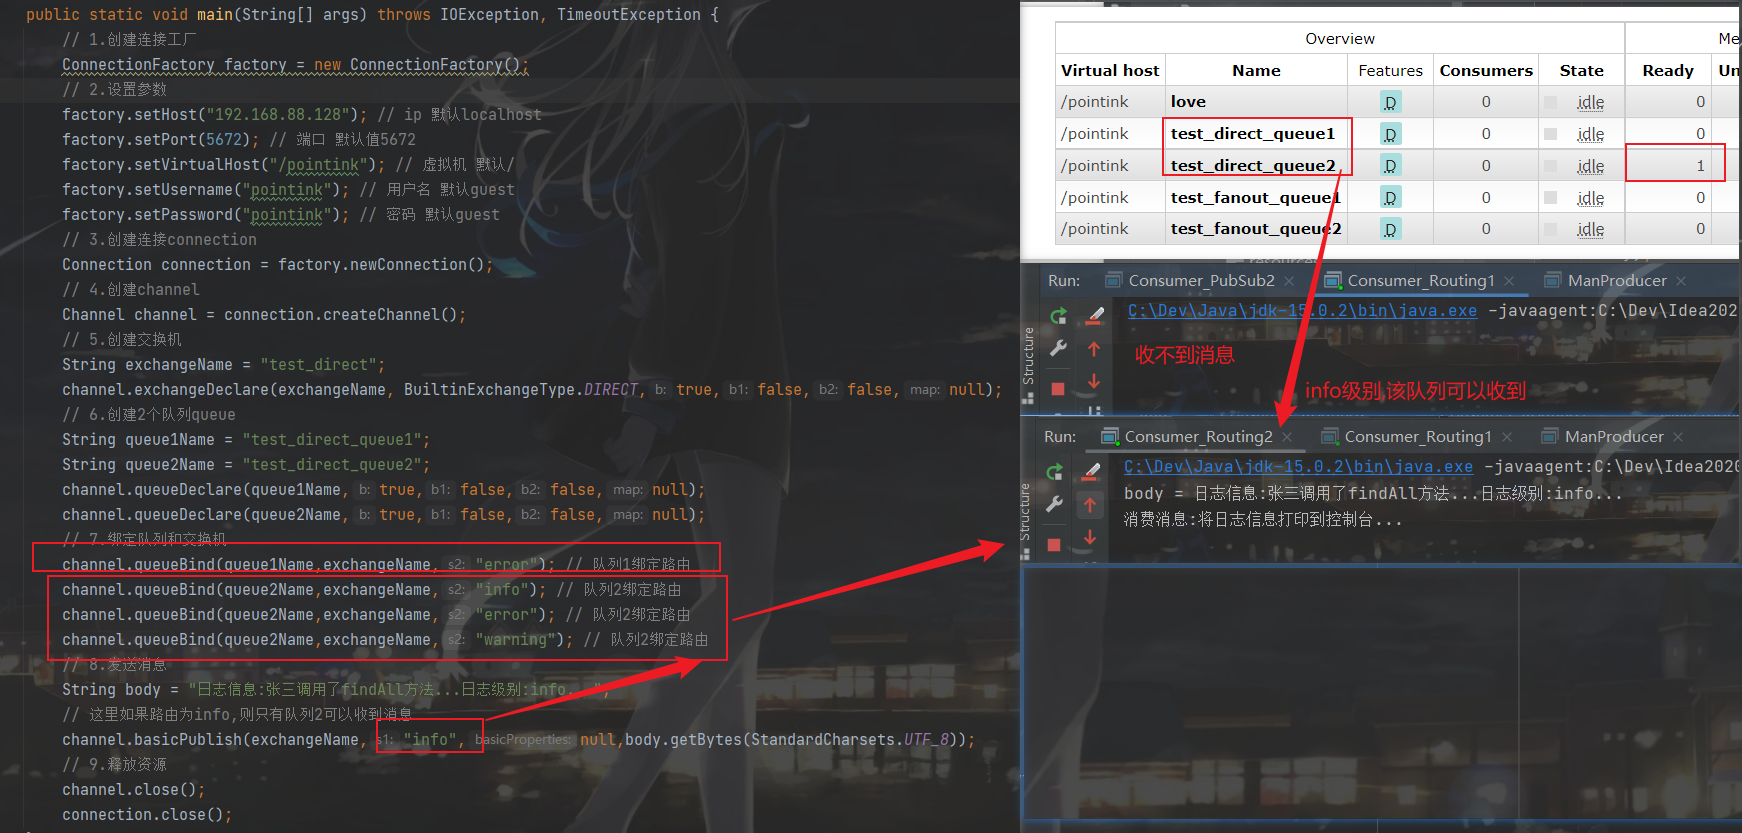 public static void main(String[] args) throws IOException, TimeoutException {
// 1.创建连接工厂
ConnectionFactory factory = new ConnectionFactory();
// 2.设置参数
factory.setHost("192.168.88.128"); // ip 默认localhost
factory.setPort(5672); // 端口 默认值5672
factory.setVirtualHost("/pointink"); // 虚拟机 默认/
factory.setUsername("pointink"); // 用户名 默认guest
factory.setPassword("pointink"); // 密码 默认guest
// 3.创建连接connection
Connection connection = factory.newConnection();
// 4.创建channel
Channel channel = connection.createChannel();
// 5.创建交换机
String exchangeName = "test_direct";
channel.exchangeDeclare(exchangeName, BuiltinExchangeType.DIRECT, b: true, b1: false, b2: false, map: null);
// 6.创建2个队列queue
String queue1Name = "test_direct_queue1";
String queue2Name = "test_direct_queue2";
channel.queueDeclare(queue1Name, b: true, b1: false, b2: false, map: null);
channel.queueDeclare(queue2Name, b: true, b1: false, b2: false, map: null);
// 7.绑定队列和交换机
channel.queueBind(queue1Name,exchangeName, s2: "error"); // 队列1绑定路由
channel.queueBind(queue2Name,exchangeName, s2: "info"); // 队列2绑定路由
channel.queueBind(queue2Name,exchangeName, s2: "error"); // 队列2绑定路由
channel.queueBind(queue2Name,exchangeName, s2: "warning"); // 队列2绑定路由
// 8.发送消息
String body = "日志信息:张三调用了findAll方法...日志级别:info...";
// 这里如果路由为info,则只有队列2可以收到消息
channel.basicPublish(exchangeName, s1: "info", basicProperties: null,body.getBytes(StandardCharsets.UTF_8));
// 9.释放资源
channel.close();
connection.close();
Overview Me
Virtual host Name Features Consumers State Ready Un
/pointink love D 0 idle 0
/pointink test_direct_queue1 D 0 idle 0
/pointink test_direct_queue2 D 0 idle 1
/pointink test_fanout_queue1 D 0 idle 0
/pointink test_fanout_queue2 D 0 idle 0
Run: Consumer_PubSub2 Consumer_Routing1 ManProducer
C:\Dev\Java\jdk-15.0.2\bin\java.exe -javaagent:C:\Dev\Idea202
Structure
收不到消息
info级别,该队列可以收到
Run: Consumer_Routing2 Consumer_Routing1 ManProducer
C:\Dev\Java\jdk-15.0.2\bin\java.exe -javaagent:C:\Dev\Idea2020
body = 日志信息:张三调用了findAll方法...日志级别:info...
消费消息:将日志信息打印到控制台...
Structure